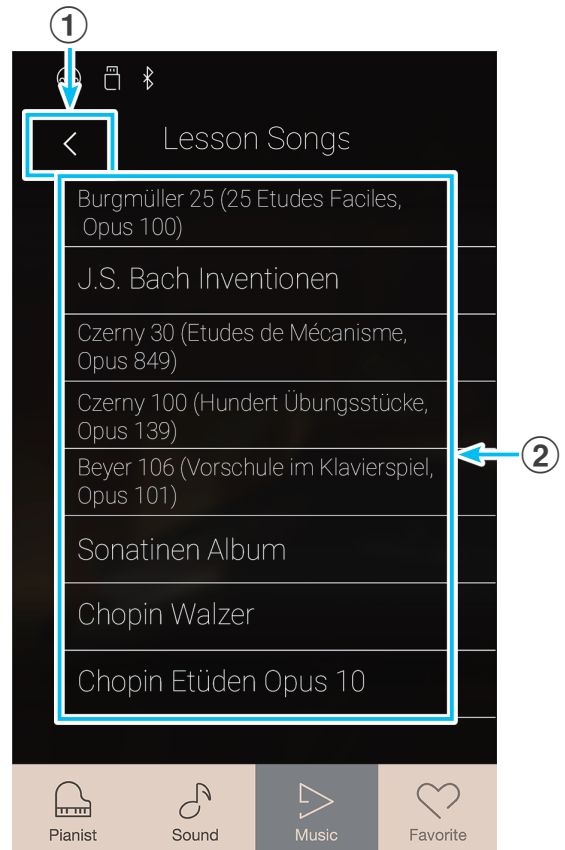 1
Lesson Songs
Burgmüller 25 (25 Etudes Faciles,
Opus 100)
J.S. Bach Inventionen
Czerny 30 (Etudes de Mécanisme,
Opus 849)
Czerny 100 (Hundert Übungsstücke,
Opus 139)
2
Beyer 106 (Vorschule im Klavierspiel,
Opus 101)
Sonatinen Album
Chopin Walzer
Chopin Etüden Opus 10
Pianist Sound Music Favorite